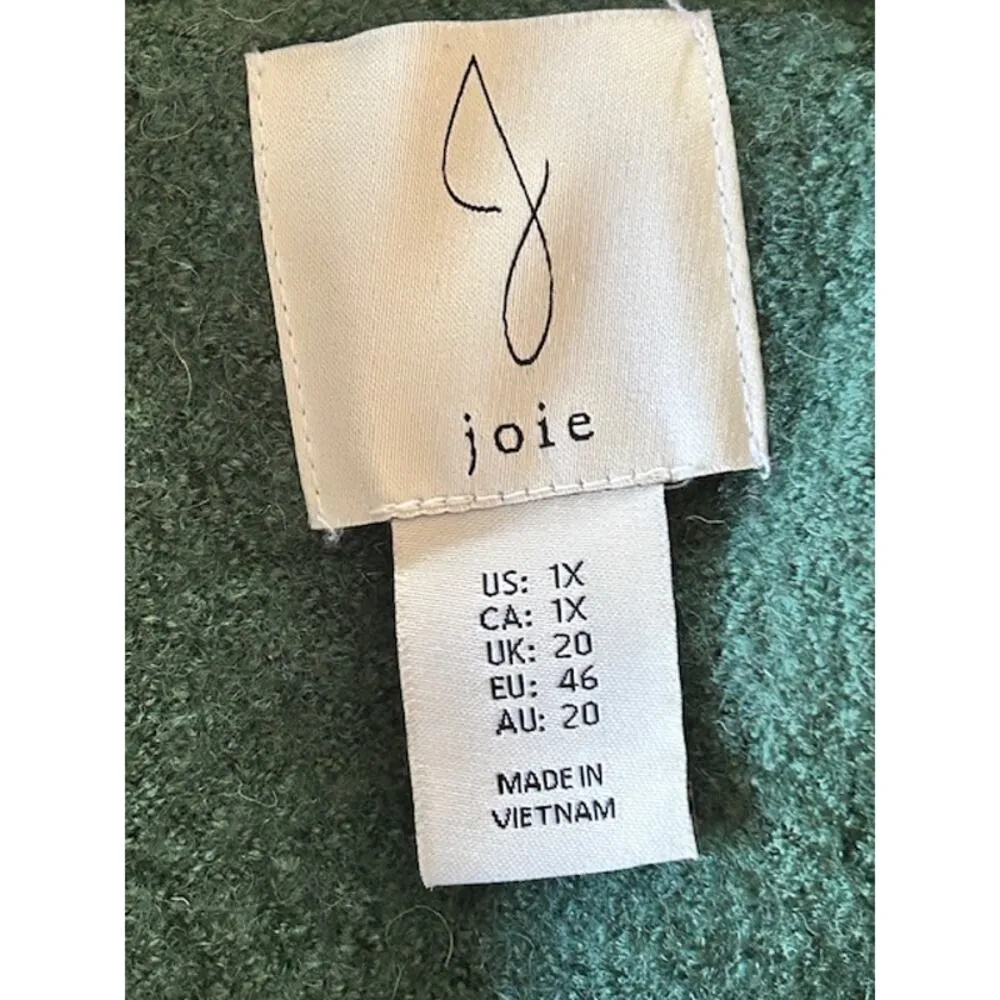 joie
US: 1X
CA: 1X
UK: 20
EU: 46
AU: 20
MADE IN
VIETNAM